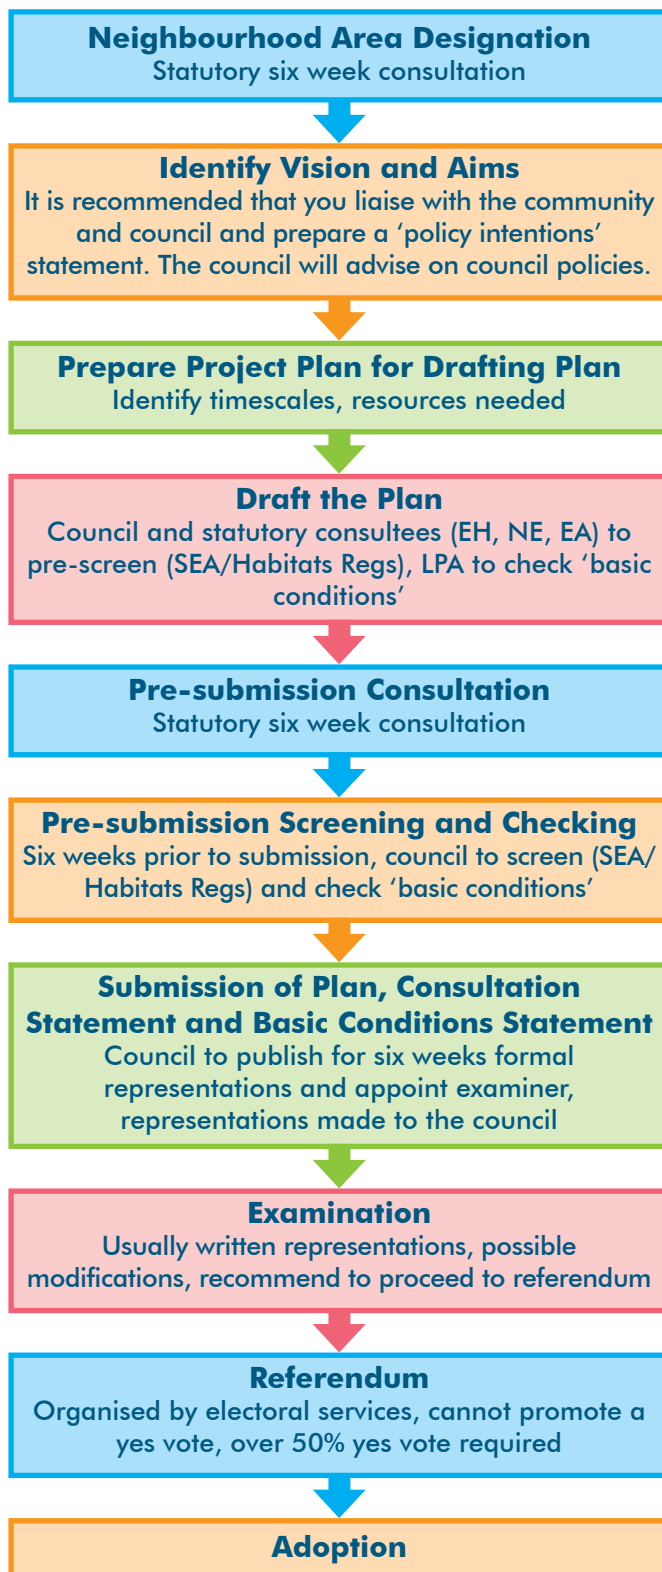 Neighbourhood Area Designation
Statutory six week consultation
Identify Vision and Aims
It is recommended that you liaise with the community
and council and prepare a ‘policy intentions’
statement. The council will advise on council policies.
Prepare Project Plan for Drafting Plan
Identify timescales, resources needed
Draft the Plan
Council and statutory consultees (EH, NE, EA) to
pre-screen (SEA/Habitats Regs), LPA to check ‘basic
conditions’
Pre-submission Consultation
Statutory six week consultation
Pre-submission Screening and Checking
Six weeks prior to submission, council to screen (SEA/
Habitats Regs) and check ‘basic conditions’
Submission of Plan, Consultation
Statement and Basic Conditions Statement
Council to publish for six weeks formal
representations and appoint examiner,
representations made to the council
Examination
Usually written representations, possible
modifications, recommend to proceed to referendum
Referendum
Organised by electoral services, cannot promote a
yes vote, over 50% yes vote required
Adoption